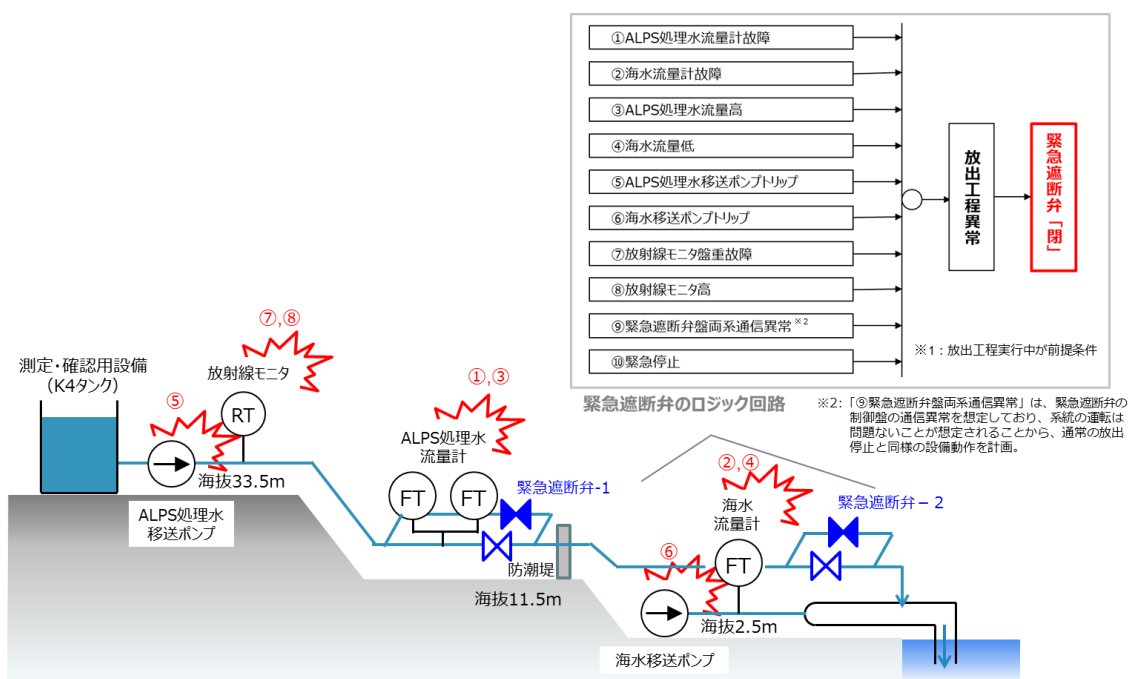 ①ALPS処理水流量計故障
②海水流量計故障
③ALPS処理水流量高
④海水流量低
⑤ALPS処理水移送ポンプトリップ
⑥海水移送ポンプトリップ
⑦放射線モニタ盤重故障
⑧放射線モニタ高
⑨緊急遮断弁盤両系通信異常※2
⑩緊急停止
放出工程異常
緊急遮断弁「閉」
※1：放出工程実行中が前提条件
緊急遮断弁のロジック回路
※2：「⑨緊急遮断弁盤両系通信異常」は、緊急遮断弁の
制御盤の通信異常を想定しており、系統の運転は
問題ないことが想定されることから、通常の放出
停止と同様の設備動作を計画。
測定・確認用設備
（K4タンク）
⑦,⑧
放射線モニタ
⑤
RT
海抜33.5m
ALPS処理水
移送ポンプ
①,③
ALPS処理水
流量計
FT
FT
緊急遮断弁-1
防潮堤
海抜11.5m
②,④
海水
流量計
緊急遮断弁－2
⑥
FT
海抜2.5m
海水移送ポンプ